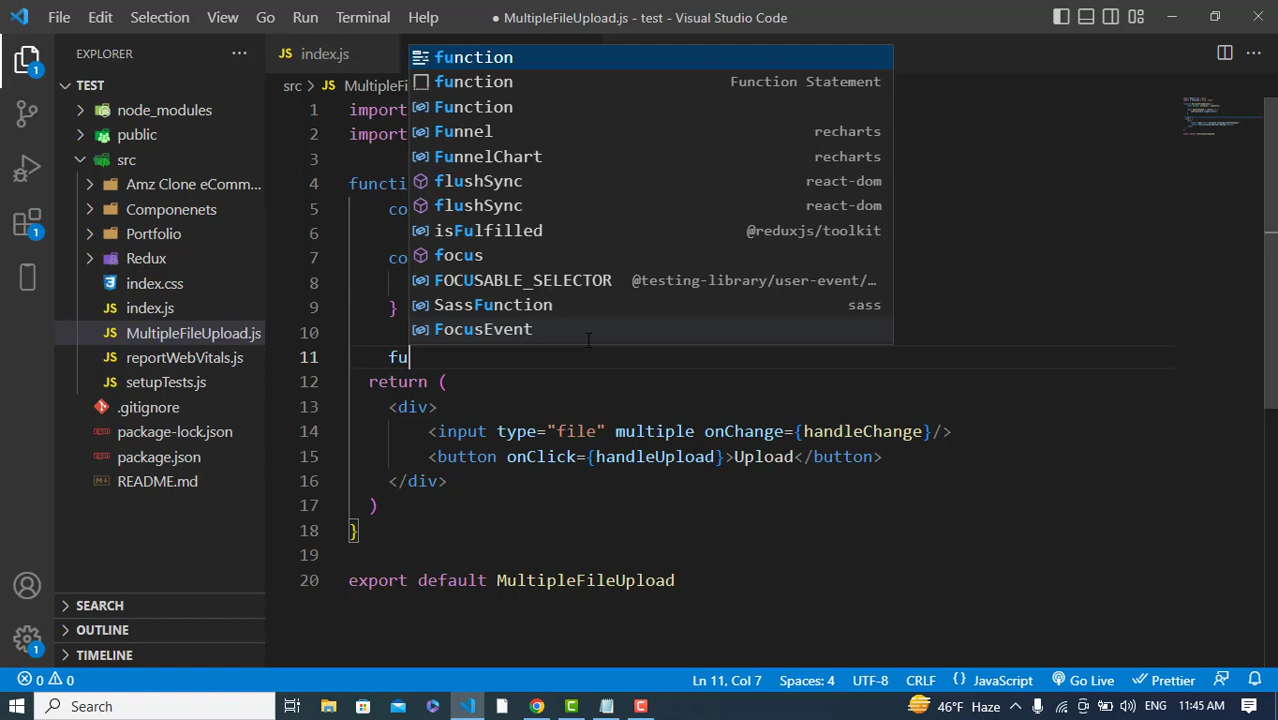 File Edit Selection View Go Run Terminal Help
● MultipleFileUpload.js - test - Visual Studio Code
EXPLORER
TEST
node_modules
public
src
Amz Clone eComm...
Componenets
Portfolio
Redux
index.css
index.js
MultipleFileUpload.js
reportWebVitals.js
setupTests.js
.gitignore
package-lock.json
package.json
README.md
SEARCH
OUTLINE
TIMELINE
1
1
1
JS index.js
src > JS MultipleFi
function
function Function Statement
Function
Funnel recharts
FunnelChart recharts
flushSync react-dom
flushSync react-dom
isFulfilled @reduxjs/toolkit
focus
FOCUSABLE_SELECTOR @testing-library/user-event/…
SassFunction sass
FocusEvent
1 import
2 import
3
4 functi
5 co
6
7 co
8
9 }
10
11 fu
12 return (
13 <div>
14 <input type="file" multiple onChange={handleChange}/>
15 <button onClick={handleUpload}>Upload</button>
16 </div>
17 )
18 }
19
20 export default MultipleFileUpload
0 0 Ln 11, Col 7 Spaces: 4 UTF-8 CRLF {} JavaScript Go Live Prettier
Search 46°F Haze ENG 11:45 AM